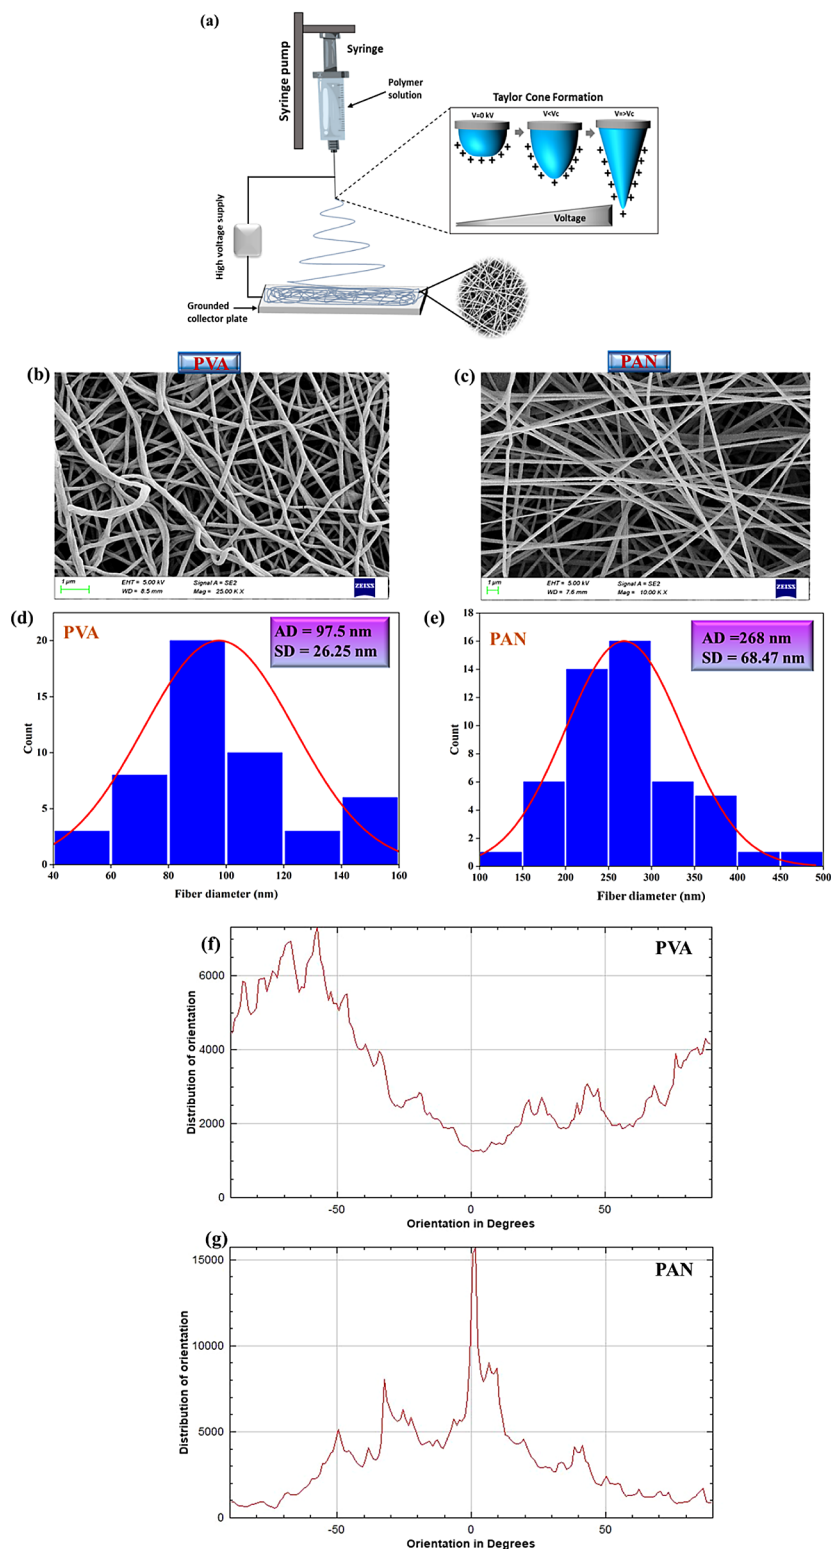 (a)
Syringe pump
Syringe
Polymer
solution
Taylor Cone Formation
V=0 kV
V<Vc
V=>Vc
Voltage
High voltage supply
Grounded
collector plate
PVA
PAN
(b)
(c)
1 µm
EHT = 5.00 kV
Signal A = SE2
WD = 8.5 mm
Mag = 25.00 K X
ZEISS
1 µm
EHT = 5.00 kV
Signal A = SE2
WD = 7.6 mm
Mag = 10.00 K X
ZEISS
(d)
PVA
AD = 97.5 nm
SD = 26.25 nm
Count
20
15
10
5
0
40 60 80 100 120 140 160
Fiber diameter (nm)
(e)
PAN
AD =268 nm
SD = 68.47 nm
Count
18
16
14
12
10
8
6
4
2
0
100 150 200 250 300 350 400 450 500
Fiber diameter (nm)
(f)
PVA
Distribution of orientation
6000
4000
2000
0
-50 0 50
Orientation in Degrees
(g)
PAN
Distribution of orientation
15000
10000
5000
0
-50 0 50
Orientation in Degrees